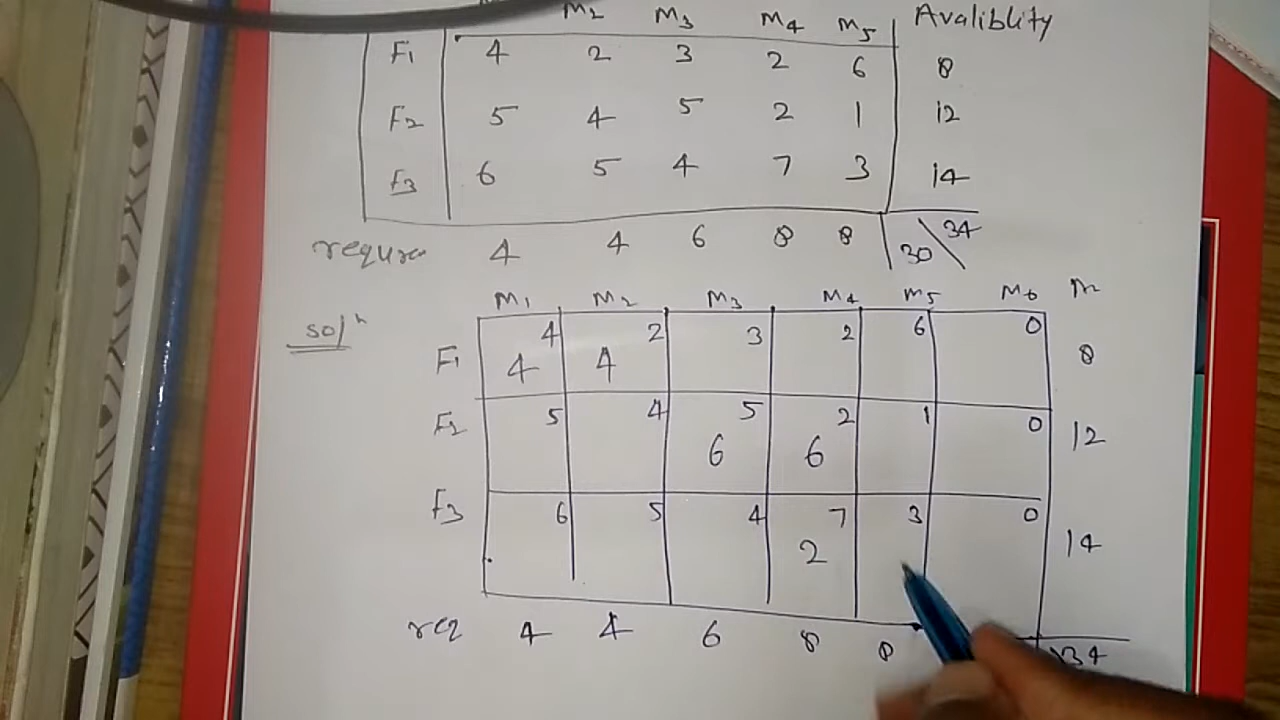 M2 M3 M4 M5 Avaliblity
F1 4 2 3 2 6 8
F2 5 4 5 2 1 12
F3 6 5 4 7 3 14
requre 4 4 6 8 8 30 34
M1 M2 M3 M4 M5 M6
soln
4 2 3 2 6 0
F1 4 4 8
5 4 5 2 1 0
F2 6 6 12
F3 6 5 4 7 3 0
2 14
req 4 4 6 8 8 34